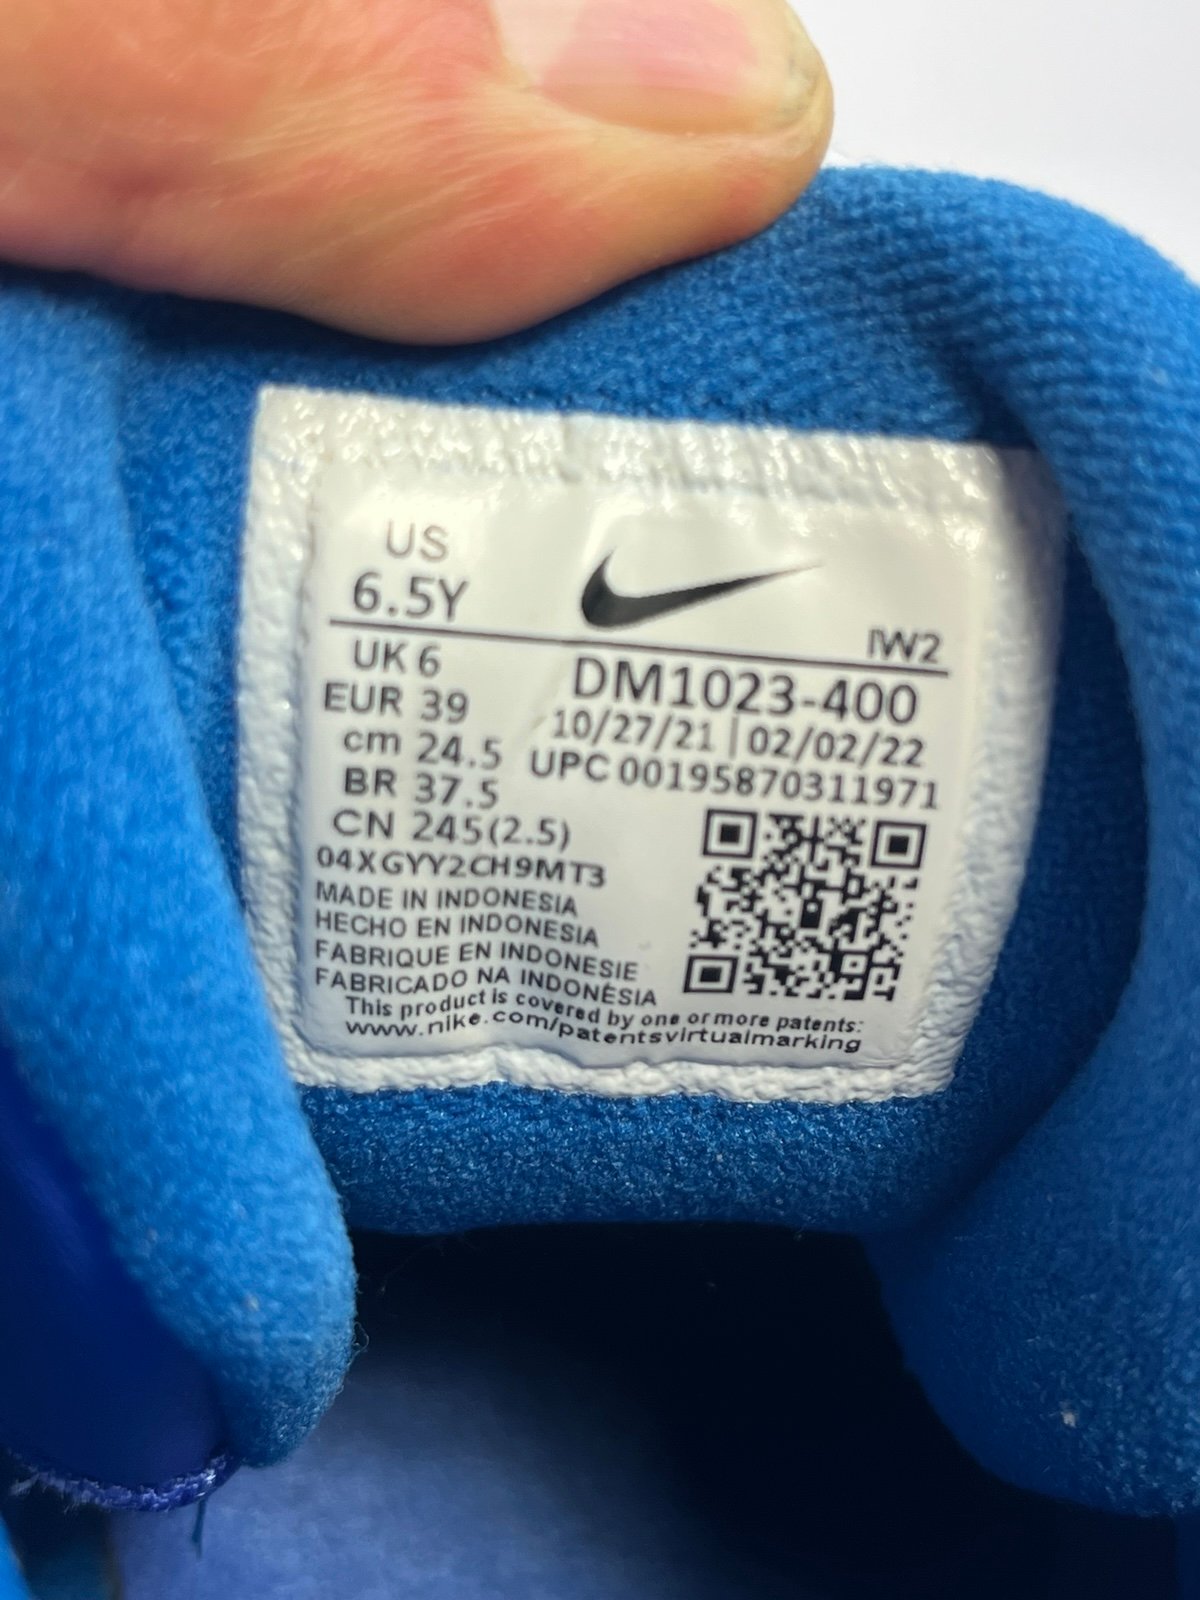 US
6.5Y
IW2
UK 6
EUR 39
cm 24.5
BR 37.5
CN 245(2.5)
DM1023-400
10/27/21 | 02/02/22
UPC 00195870311971
04XGYY2CH9MT3
MADE IN INDONESIA
HECHO EN INDONESIA
FABRIQUE EN INDONESIE
FABRICADO NA INDONÉSIA
This product is covered by one or more patents:
www.nike.com/patentsvirtualmarking